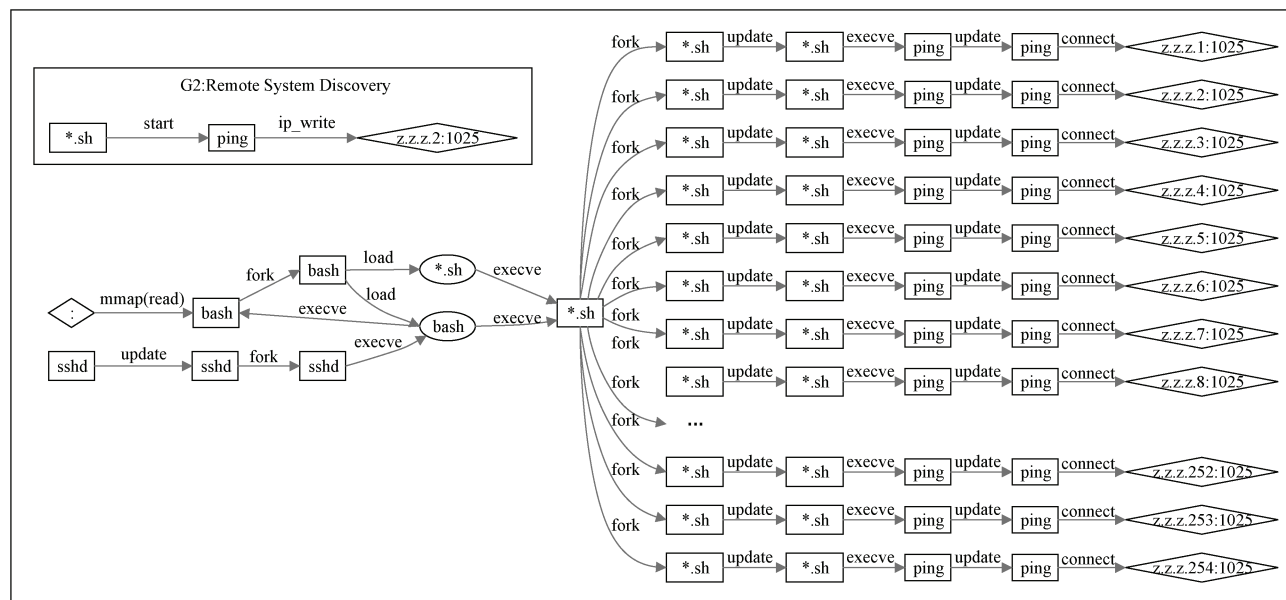 G2:Remote System Discovery
*.sh start ping ip_write z.z.z.2:1025
fork *.sh update *.sh execve ping update ping connect z.z.z.1:1025
fork *.sh update *.sh execve ping update ping connect z.z.z.2:1025
fork *.sh update *.sh execve ping update ping connect z.z.z.3:1025
fork *.sh update *.sh execve ping update ping connect z.z.z.4:1025
fork *.sh update *.sh execve ping update ping connect z.z.z.5:1025
fork *.sh update *.sh execve ping update ping connect z.z.z.6:1025
fork *.sh update *.sh execve ping update ping connect z.z.z.7:1025
fork *.sh update *.sh execve ping update ping connect z.z.z.8:1025
fork ...
fork *.sh update *.sh execve ping update ping connect z.z.z.252:1025
fork *.sh update *.sh execve ping update ping connect z.z.z.253:1025
fork *.sh update *.sh execve ping update ping connect z.z.z.254:1025
fork bash load *.sh execve
: mmap(read) bash load
execve bash execve *.sh
sshd update sshd fork sshd execve